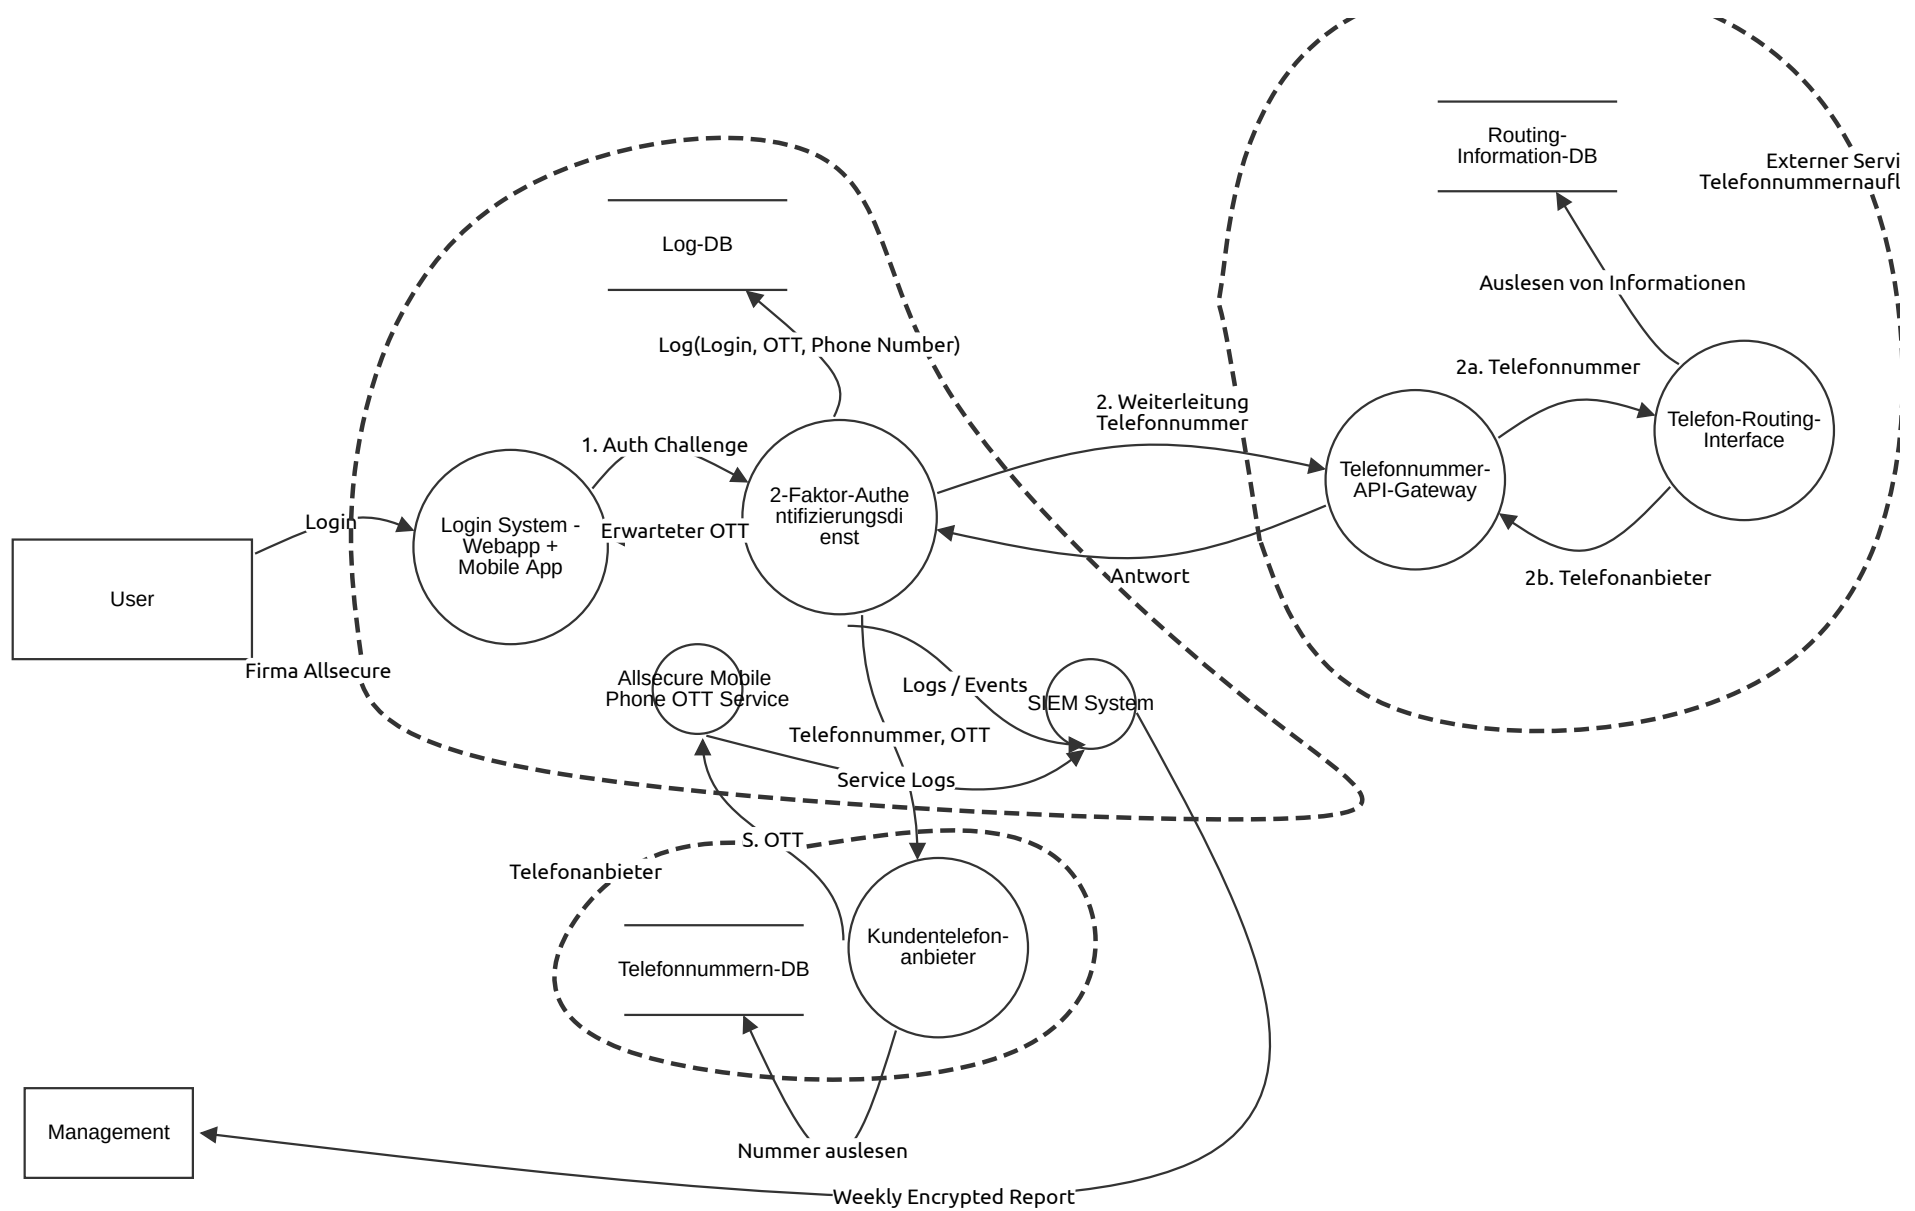 Routing-
Information-DB
Externer Servi
Telefonnummernaufl
Log-DB
Auslesen von Informationen
Log(Login, OTT, Phone Number)
2a. Telefonnummer
2. Weiterleitung
Telefonnummer
Telefon-Routing-
Interface
1. Auth Challenge
Telefonnummer-
API-Gateway
2-Faktor-Authe
ntifizierungsdi
enst
Login
Login System -
Webapp +
Mobile App
Erwarteter OTT
Antwort
2b. Telefonanbieter
User
Firma Allsecure
Allsecure Mobile
Phone OTT Service
Logs / Events
SIEM System
Telefonnummer, OTT
Service Logs
S. OTT
Telefonanbieter
Kundentelefon-
anbieter
Telefonnummern-DB
Management
Nummer auslesen
Weekly Encrypted Report